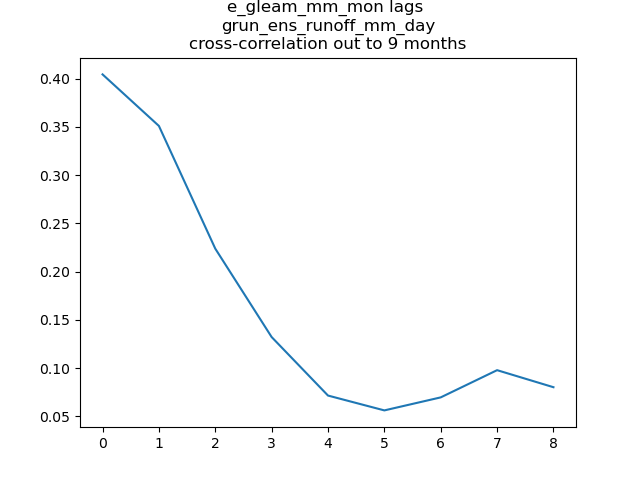 e_gleam_mm_mon lags
grun_ens_runoff_mm_day
cross-correlation out to 9 months
0.40
0.35
0.30
0.25
0.20
0.15
0.10
0.05
0 1 2 3 4 5 6 7 8